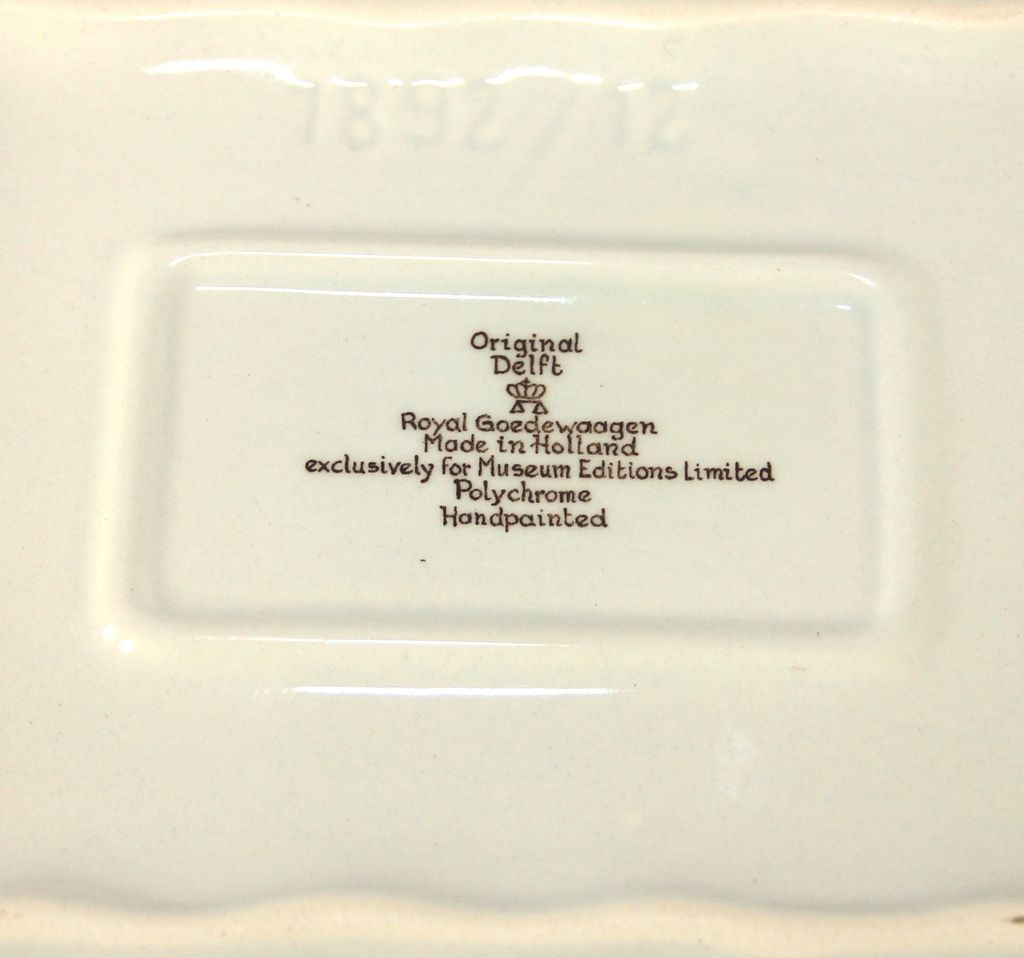 1892/12
Original
Delft
Royal Goedewaagen
Made in Holland
exclusively for Museum Editions Limited
Polychrome
Handpainted